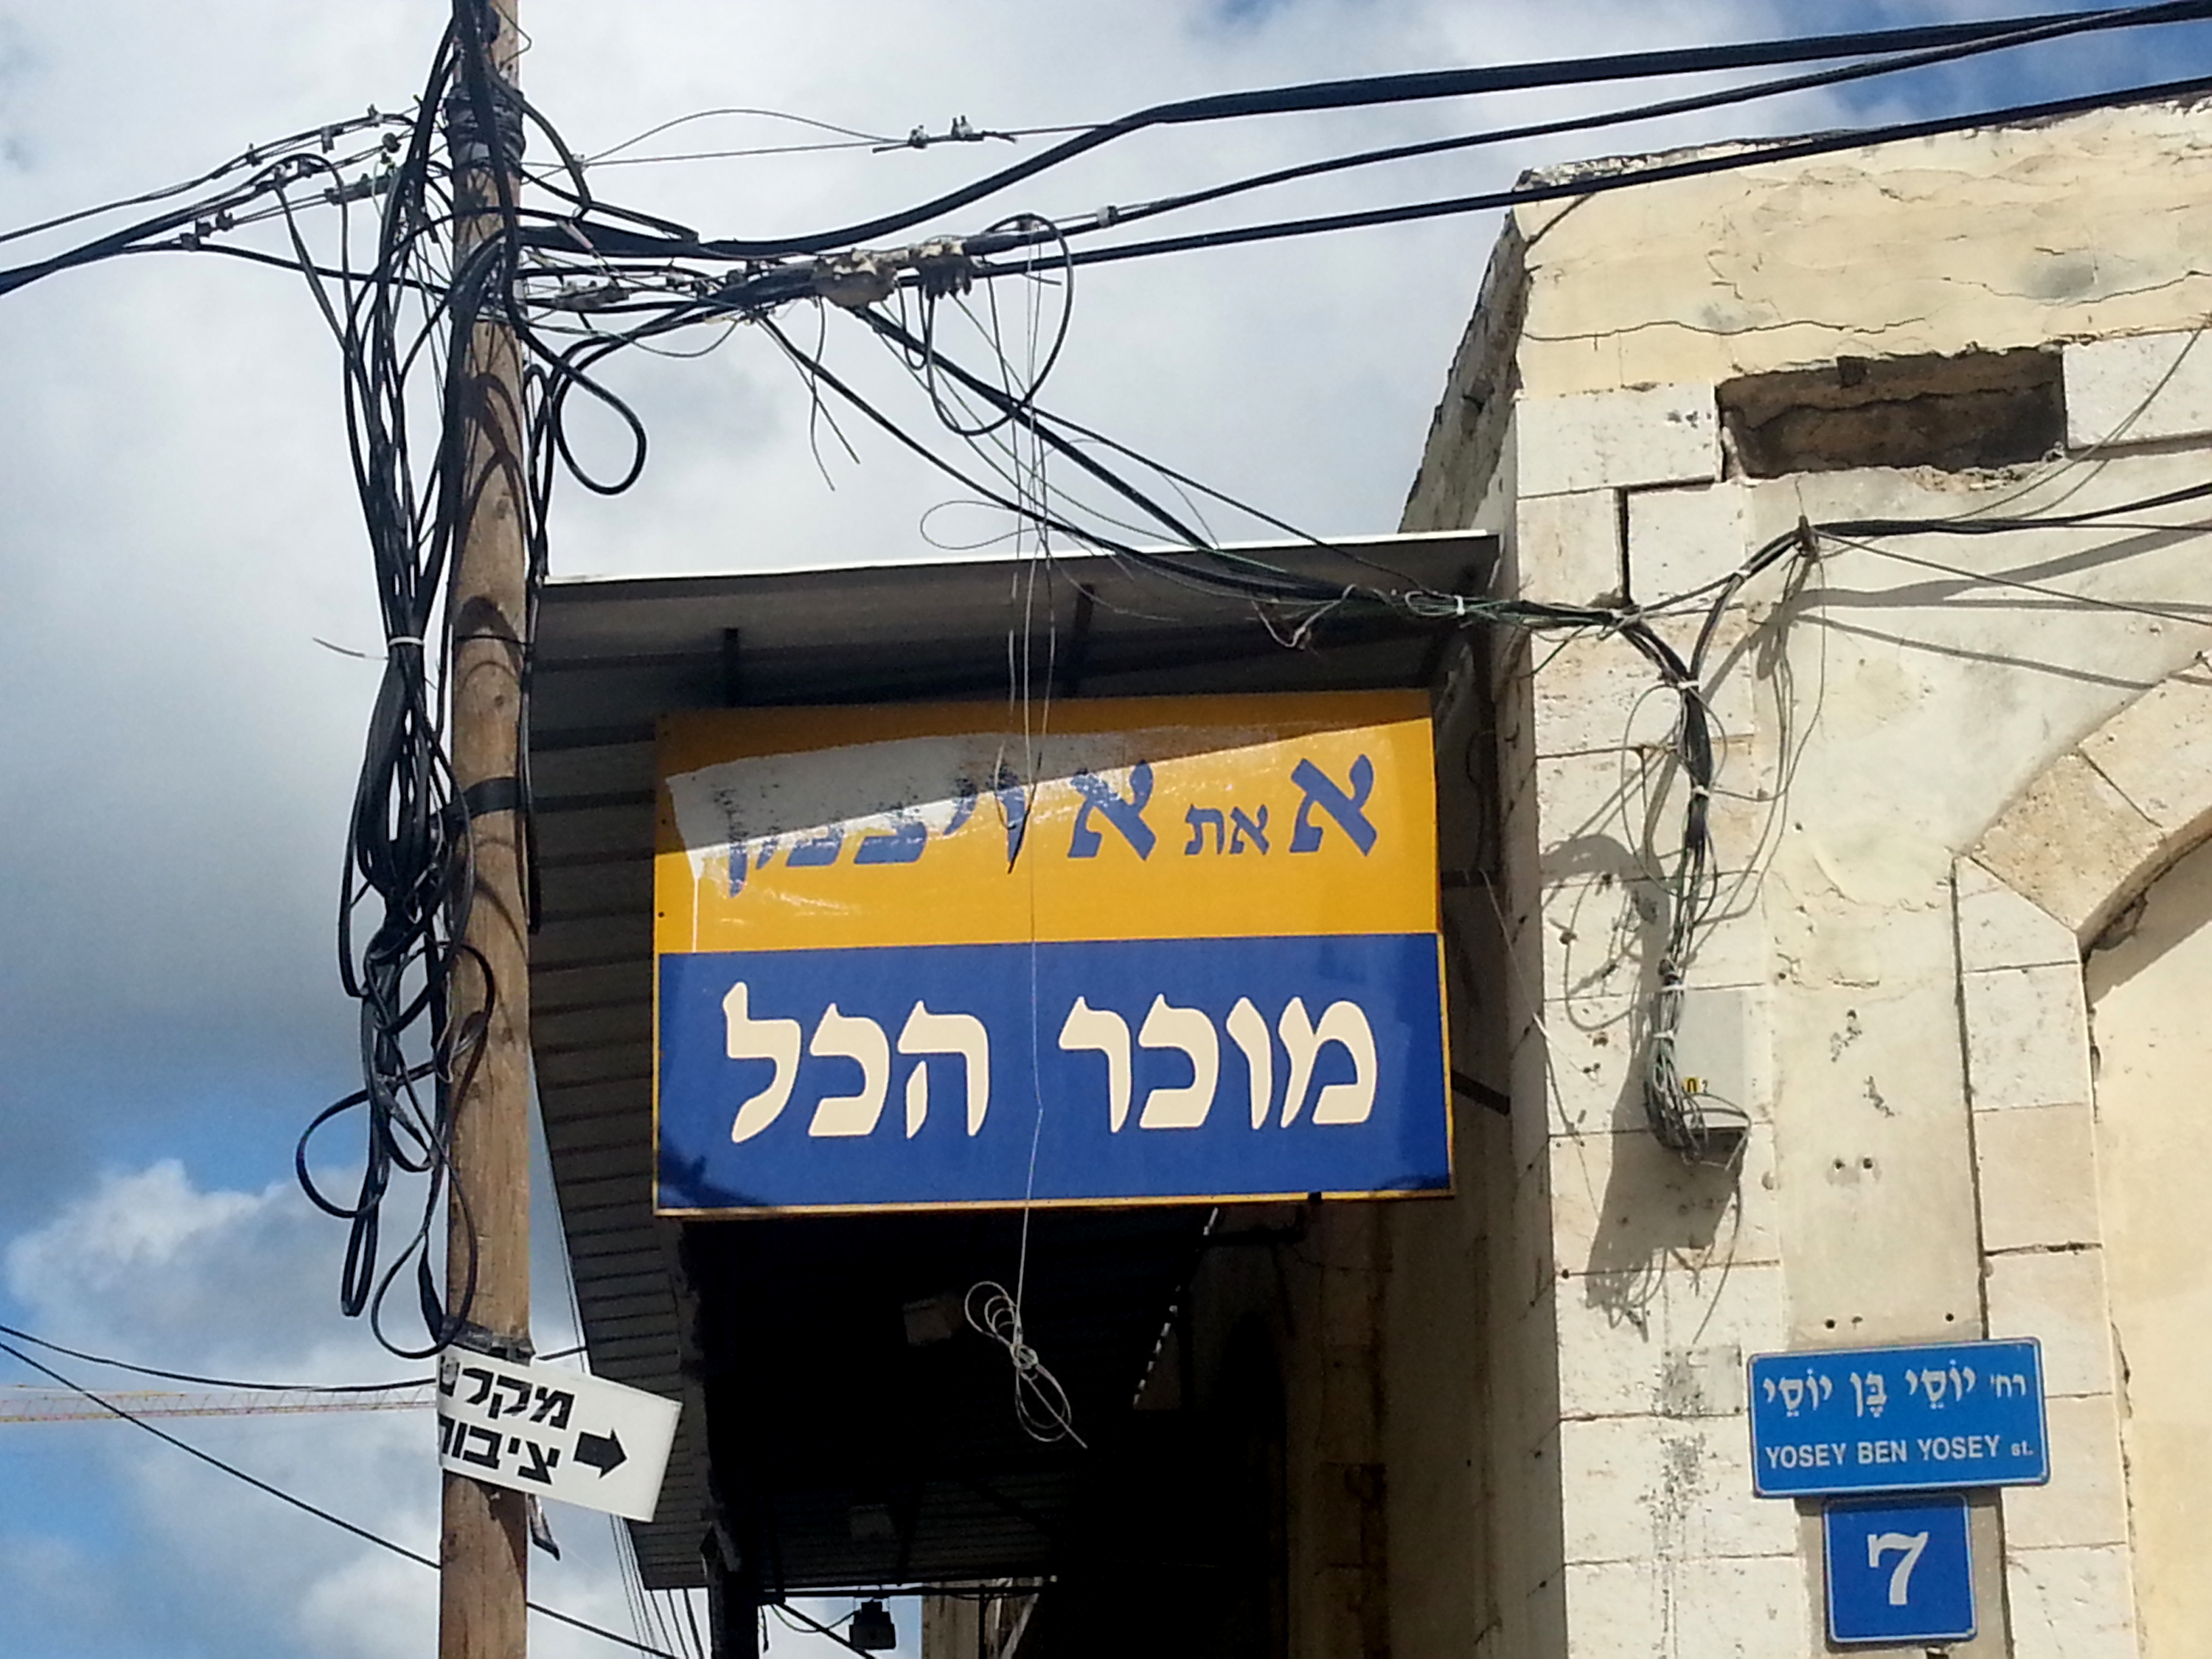 א את א
מוכר הכל
מקלט
ציבורי
רח' יוֹסֵי בֶּן יוֹסֵי
YOSEY BEN YOSEY st.
7